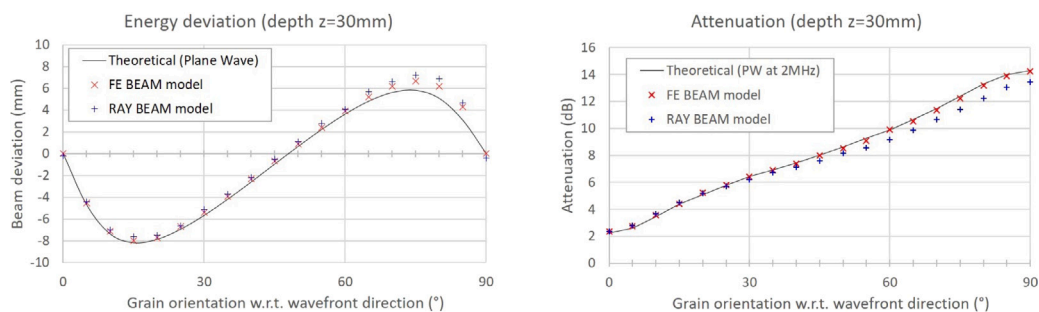 Energy deviation (depth z=30mm)
10
8
6
4
2
0
-2
-4
-6
-8
-10
Beam deviation (mm)
Theoretical (Plane Wave)
FE BEAM model
RAY BEAM model
0
30
60
90
Grain orientation w.r.t. wavefront direction (°)
Attenuation (depth z=30mm)
16
14
12
10
8
6
4
2
0
Attenuation (dB)
Theoretical (PW at 2MHz)
FE BEAM model
RAY BEAM model
0
30
60
90
Grain orientation w.r.t. wavefront direction (°)